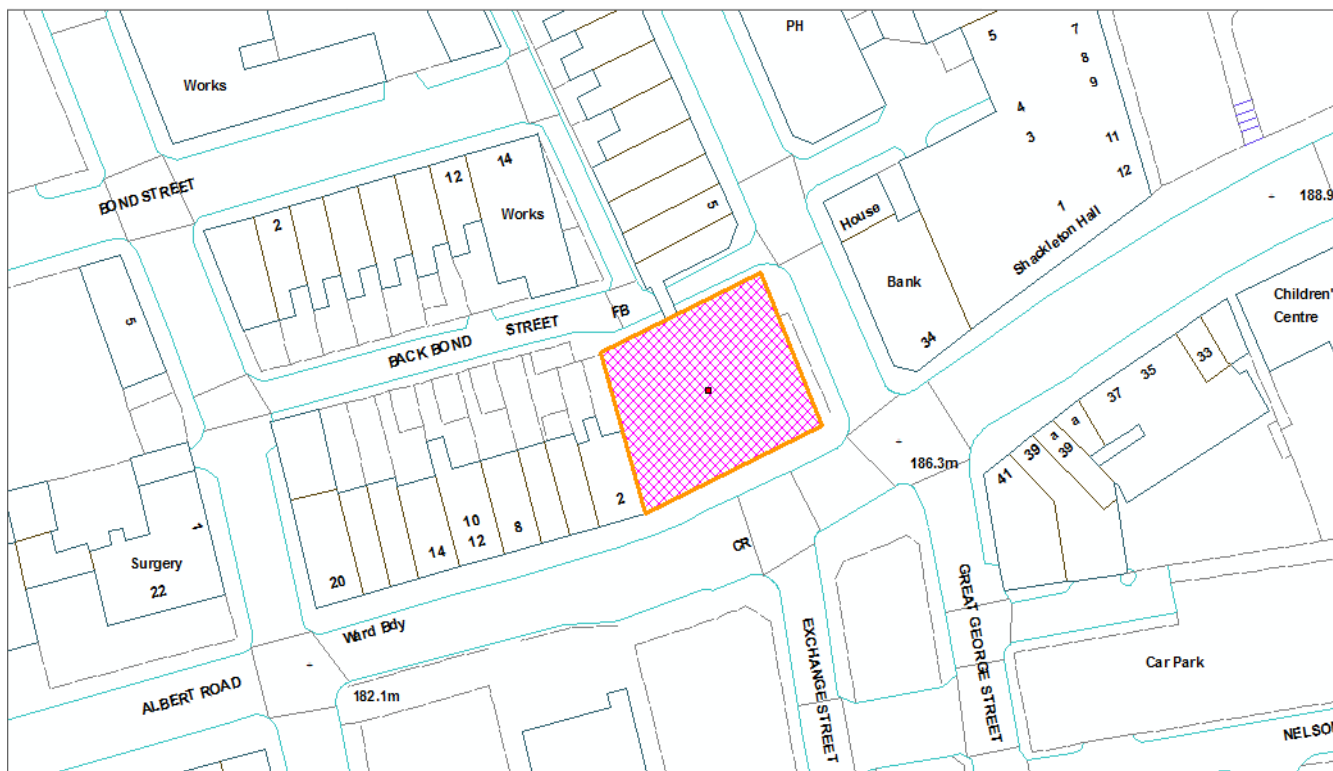 PH
Works
5
7
8
9
4
3
11
12
1
Shackleton Hall
188.9
BOND STREET
2
12
14
Works
5
House
Bank
34
Children'
Centre
5
BACK BOND STREET
FB
33
35
37
a
a
39
39
41
186.3m
2
8
10
12
14
20
1
Surgery
22
CR
Ward Bdy
ALBERT ROAD
182.1m
EXCHANGE STREET
GREAT GEORGE STREET
Car Park
NELSON